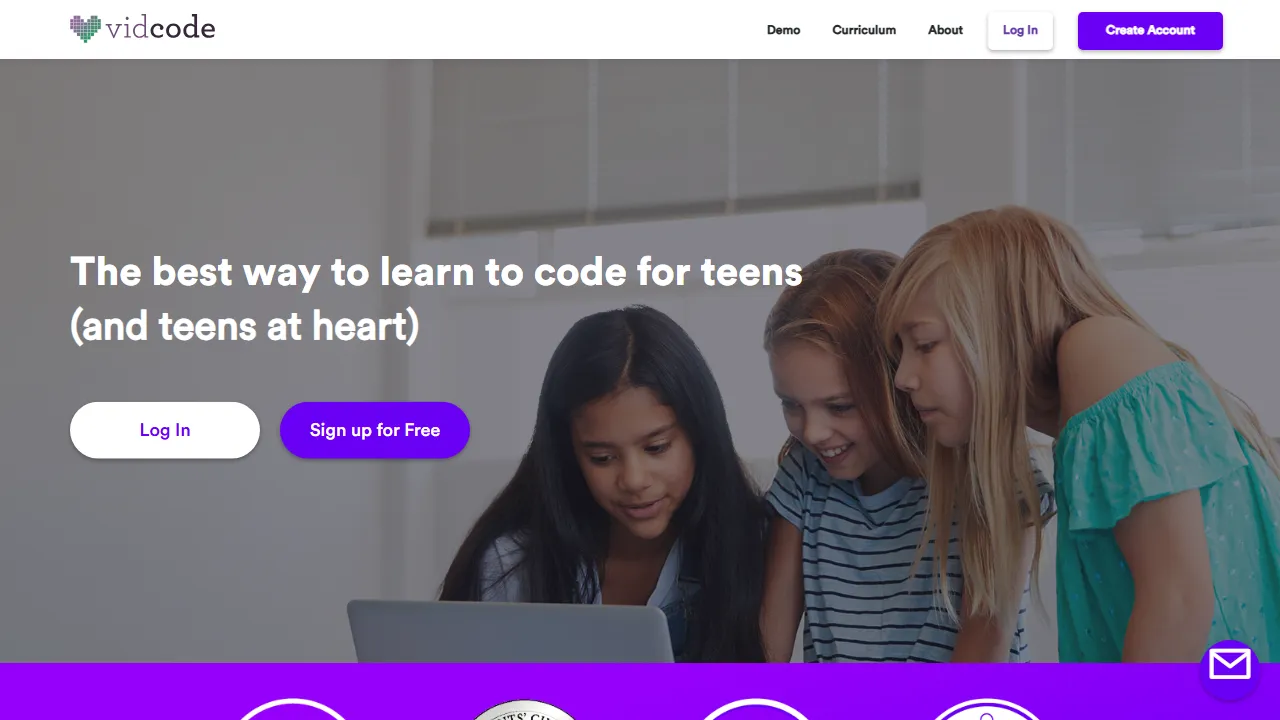 vidcode
Demo
Curriculum
About
Log In
Create Account
The best way to learn to code for teens
(and teens at heart)
Log In
Sign up for Free